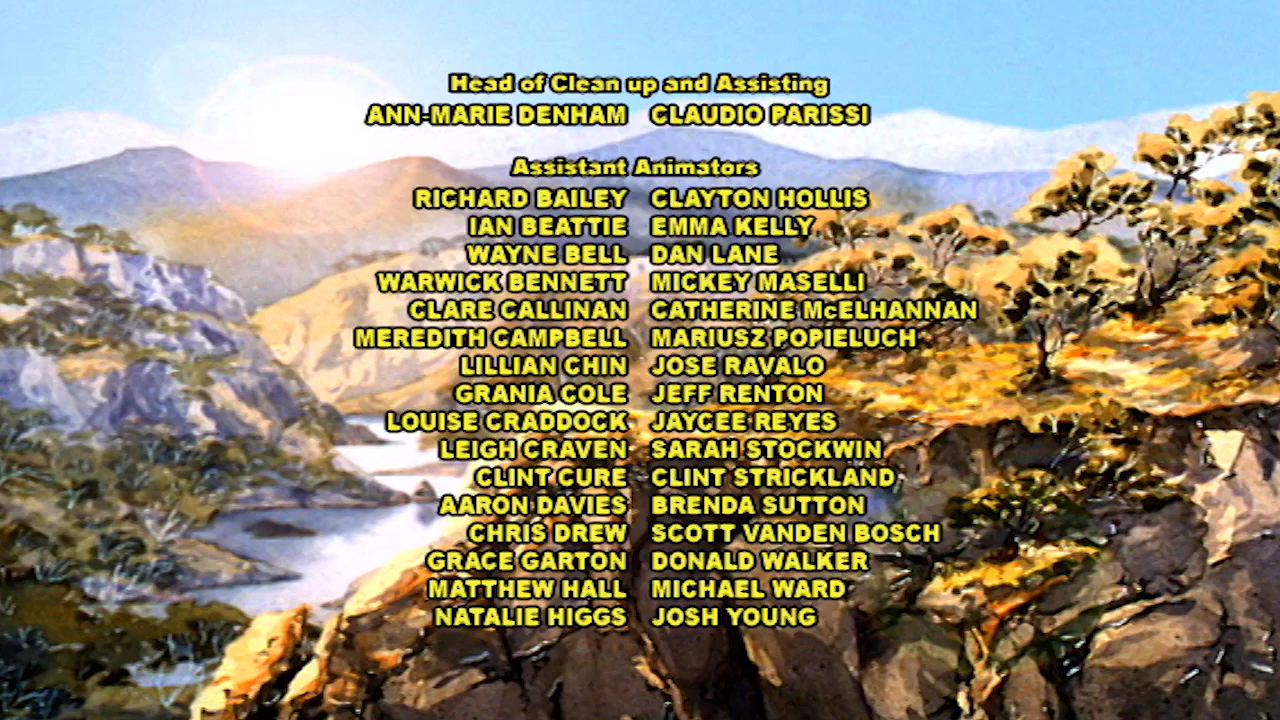 Head of Clean up and Assisting
ANN-MARIE DENHAM CLAUDIO PARISSI
Assistant Animators
RICHARD BAILEY CLAYTON HOLLIS
IAN BEATTIE EMMA KELLY
WAYNE BELL DAN LANE
WARWICK BENNETT MICKEY MASELLI
CLARE CALLINAN CATHERINE McELHANNAN
MEREDITH CAMPBELL MARIUSZ POPIELUCH
LILLIAN CHIN JOSE RAVALO
GRANIA COLE JEFF RENTON
LOUISE CRADDOCK JAYCEE REYES
LEIGH CRAVEN SARAH STOCKWIN
CLINT CURE CLINT STRICKLAND
AARON DAVIES BRENDA SUTTON
CHRIS DREW SCOTT VANDEN BOSCH
GRACE GARTON DONALD WALKER
MATTHEW HALL MICHAEL WARD
NATALIE HIGGS JOSH YOUNG